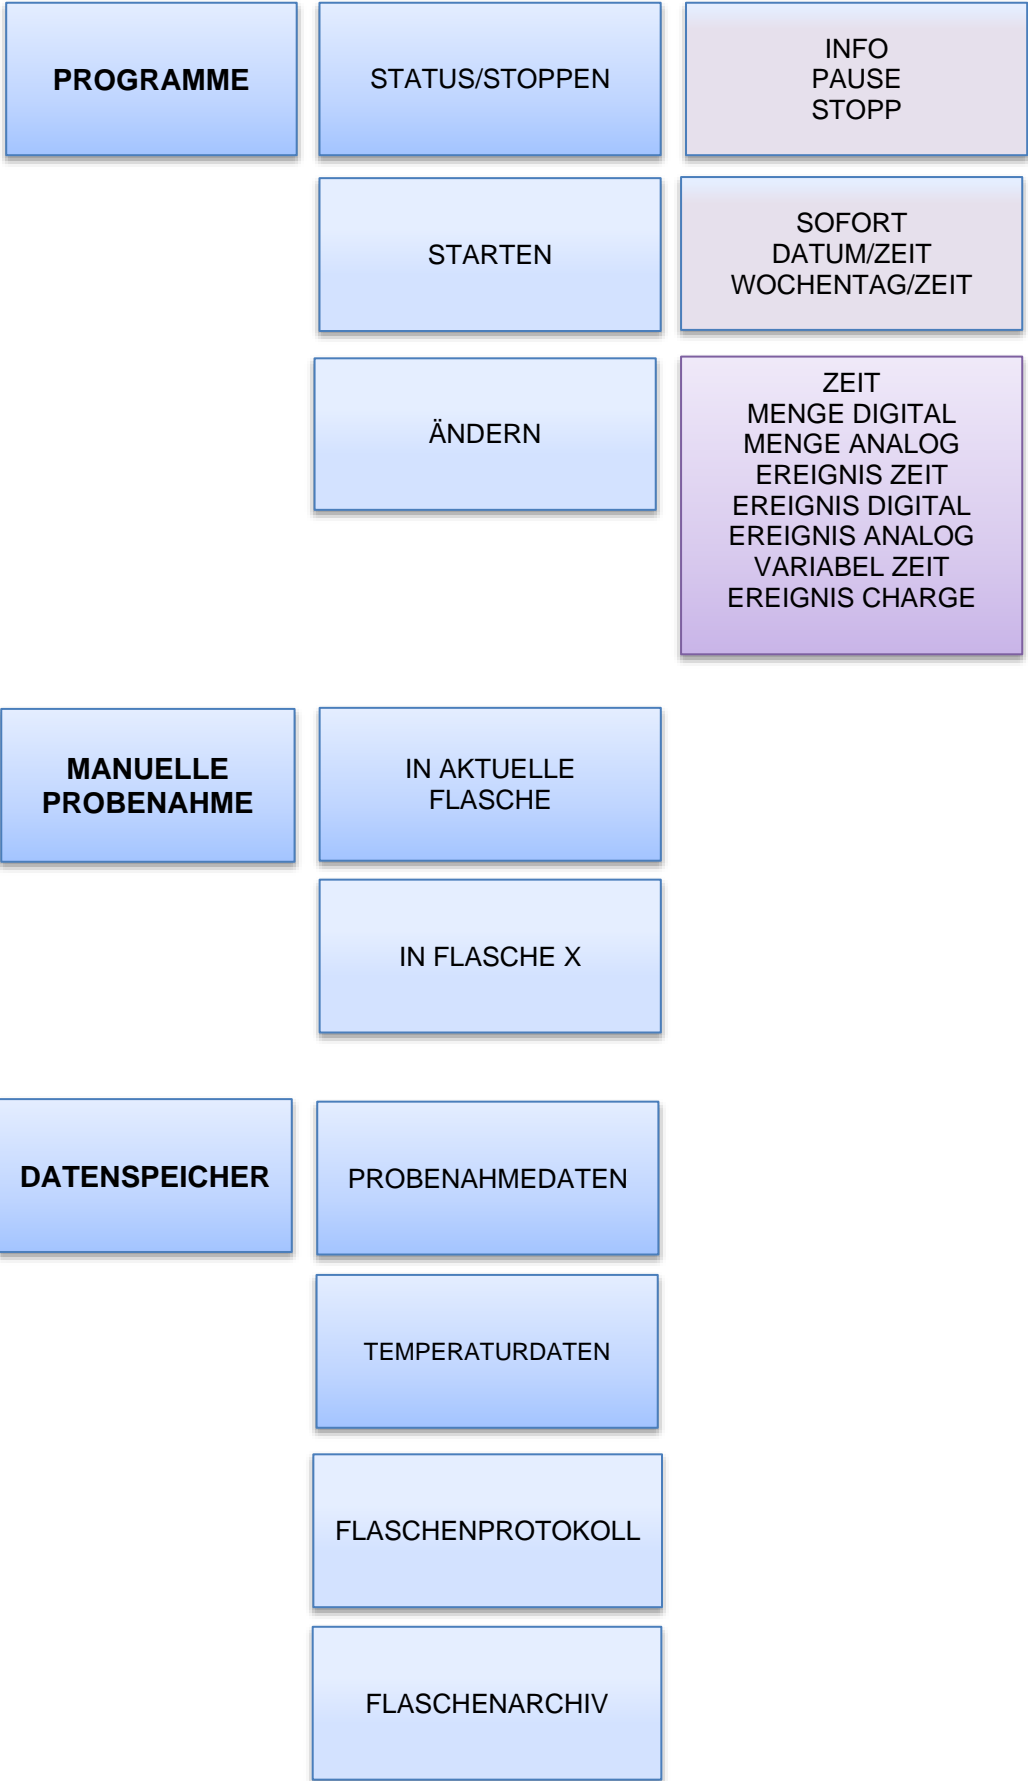 PROGRAMME
STATUS/STOPPEN
INFO
PAUSE
STOPP
STARTEN
SOFORT
DATUM/ZEIT
WOCHENTAG/ZEIT
ÄNDERN
ZEIT
MENGE DIGITAL
MENGE ANALOG
EREIGNIS ZEIT
EREIGNIS DIGITAL
EREIGNIS ANALOG
VARIABEL ZEIT
EREIGNIS CHARGE
MANUELLE
PROBENAHME
IN AKTUELLE
FLASCHE
IN FLASCHE X
DATENSPEICHER
PROBENAHMEDATEN
TEMPERATURDATEN
FLASCHENPROTOKOLL
FLASCHENARCHIV